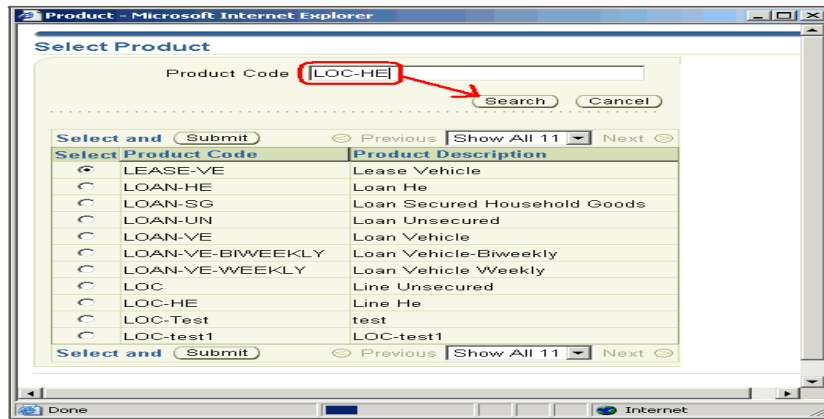 Product - Microsoft Internet Explorer
Select Product
Product Code LOC-HE
Search Cancel
Select and Submit Previous Show All 11 Next
Select Product Code Product Description
LEASE-VE Lease Vehicle
LOAN-HE Loan He
LOAN-SG Loan Secured Household Goods
LOAN-UN Loan Unsecured
LOAN-VE Loan Vehicle
LOAN-VE-BIWEEKLY Loan Vehicle-Biweekly
LOAN-VE-WEEKLY Loan Vehicle Weekly
LOC Line Unsecured
LOC-HE Line He
LOC-Test test
LOC-test1 LOC-test1
Select and Submit Previous Show All 11 Next
Done Internet